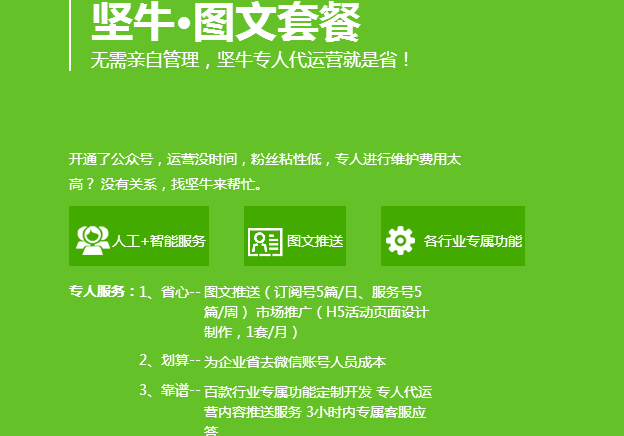 坚牛·图文套餐
无需亲自管理，坚牛专人代运营就是省！
开通了公众号，运营没时间，粉丝粘性低，专人进行维护费用太
高？ 没有关系，找坚牛来帮忙。
人工+智能服务
图文推送
各行业专属功能
专人服务：1、省心-- 图文推送（订阅号5篇/日、服务号5
篇/周） 市场推广（H5活动页面设计
制作，1套/月）
2、划算-- 为企业省去微信账号人员成本
3、靠谱-- 百款行业专属功能定制开发 专人代运
营内容推送服务 3小时内专属客服应
答